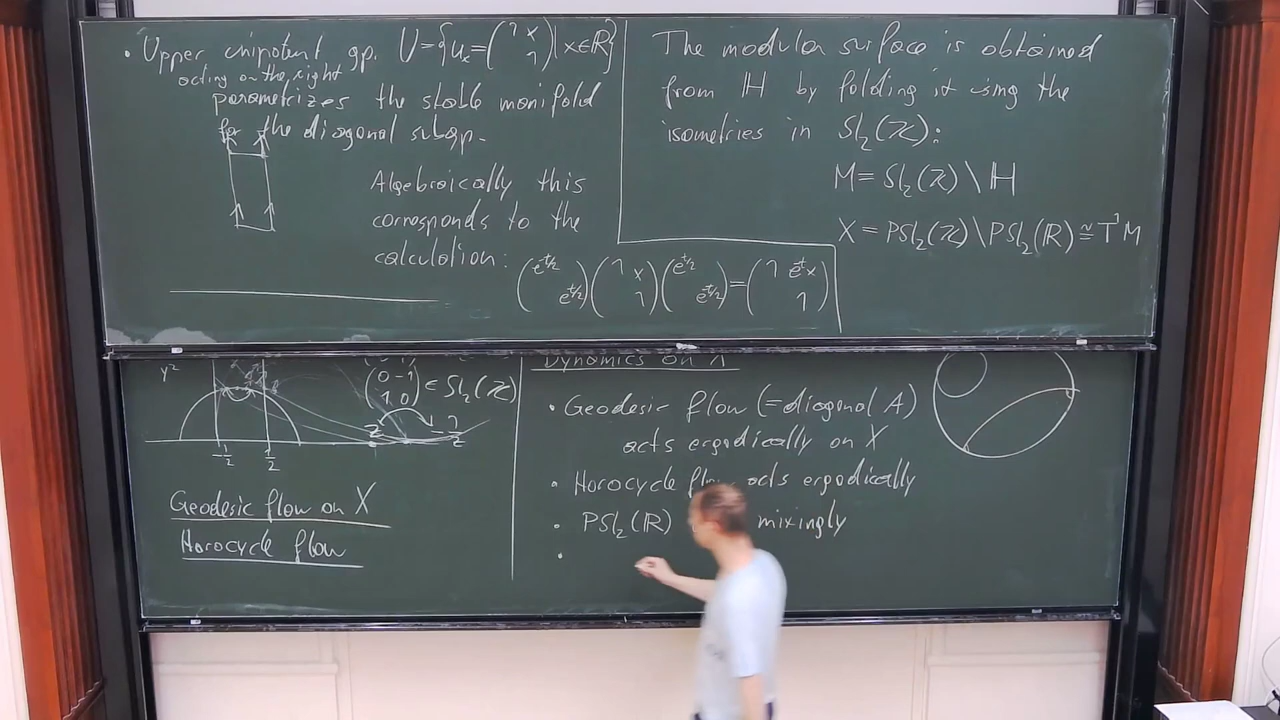 • Upper unipotent gp. U={u_x=(1 x 1)|x∈ℝ}
acting on the right
parametrizes the stable manifold
for the diagonal subgp.
Algebraically this
corresponds to the
calculation:
(e^{-t/2} e^{t/2})(1 x 1)(e^{t/2} e^{-t/2})=(1 e^{-t}x 1)
The modular surface is obtained
from ℍ by folding it using the
isometries in Sl₂(ℤ):
M=Sl₂(ℤ)\ℍ
X=PSl₂(ℤ)\PSl₂(ℝ)≅T¹M
(0 -1 1 0)∈Sl₂(ℤ)
z -1/z
-1/2 1/2
Geodesic flow on X
Horocycle flow
Dynamics on X
• Geodesic flow (=diagonal A)
acts ergodically on X
• Horocycle flow acts ergodically
• PSl₂(ℝ) mixingly
•